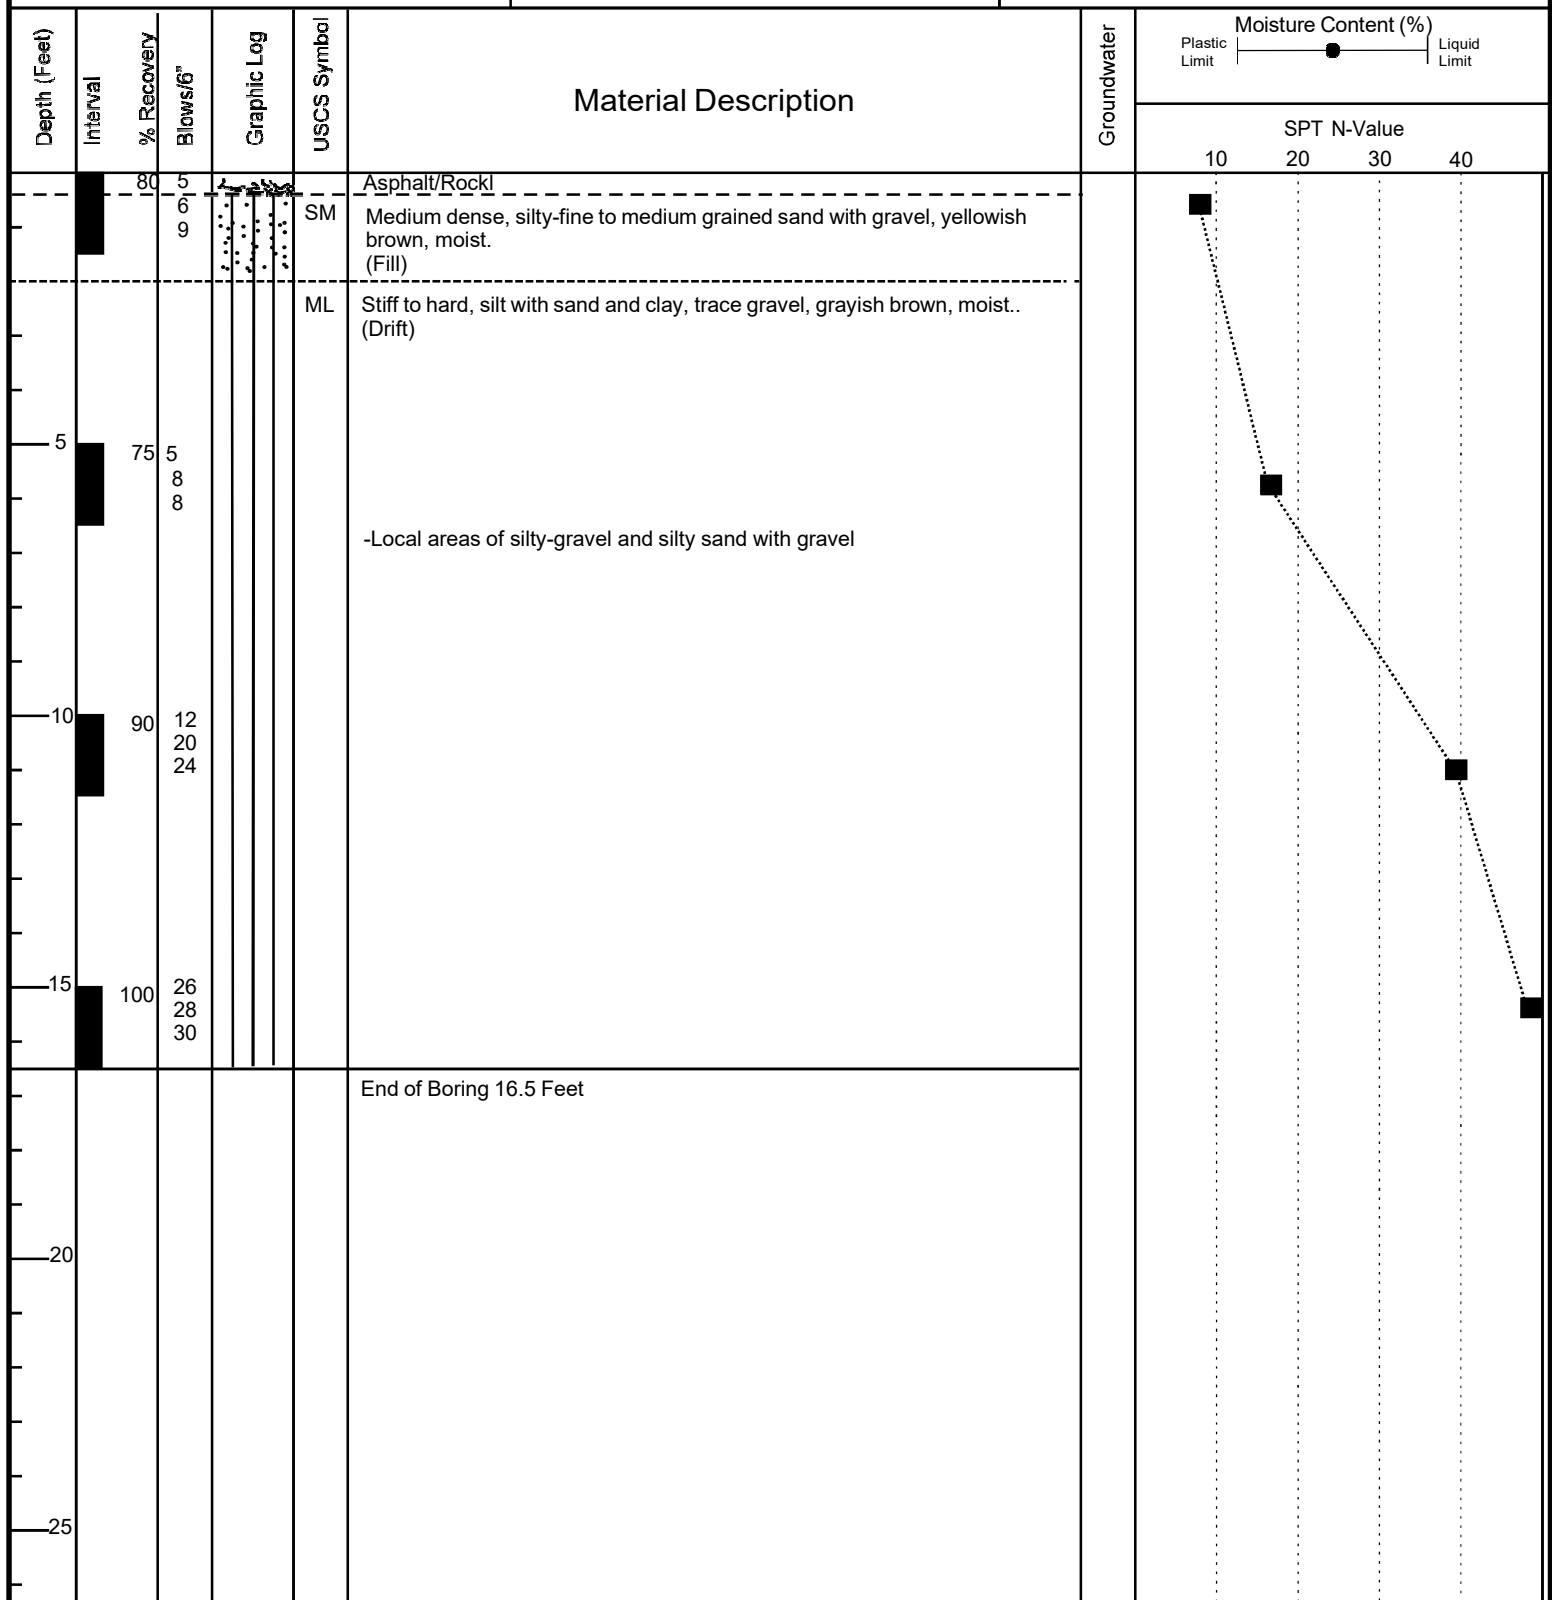 Depth (Feet)
Interval
% Recovery
Blows/6"
Graphic Log
USCS Symbol
Material Description
Groundwater
Moisture Content (%)
Plastic
Limit
Liquid
Limit
SPT N-Value
10 20 30 40
80 5 Asphalt/Rockl
6
9
SM Medium dense, silty-fine to medium grained sand with gravel, yellowish
brown, moist.
(Fill)
ML Stiff to hard, silt with sand and clay, trace gravel, grayish brown, moist..
(Drift)
5 75 5
8
8
-Local areas of silty-gravel and silty sand with gravel
10 90 12
20
24
15 100 26
28
30
End of Boring 16.5 Feet
20
25